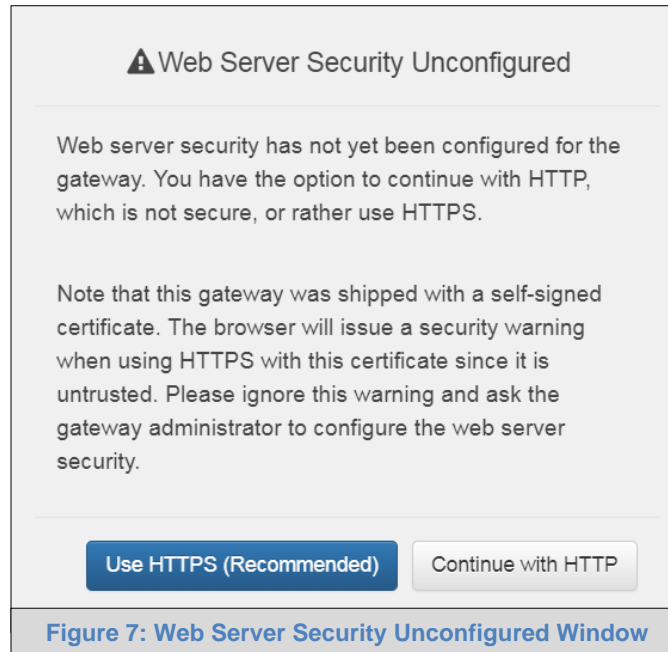 Web Server Security Unconfigured
Web server security has not yet been configured for the
gateway. You have the option to continue with HTTP,
which is not secure, or rather use HTTPS.
Note that this gateway was shipped with a self-signed
certificate. The browser will issue a security warning
when using HTTPS with this certificate since it is
untrusted. Please ignore this warning and ask the
gateway administrator to configure the web server
security.
Use HTTPS (Recommended)
Continue with HTTP
Figure 7: Web Server Security Unconfigured Window